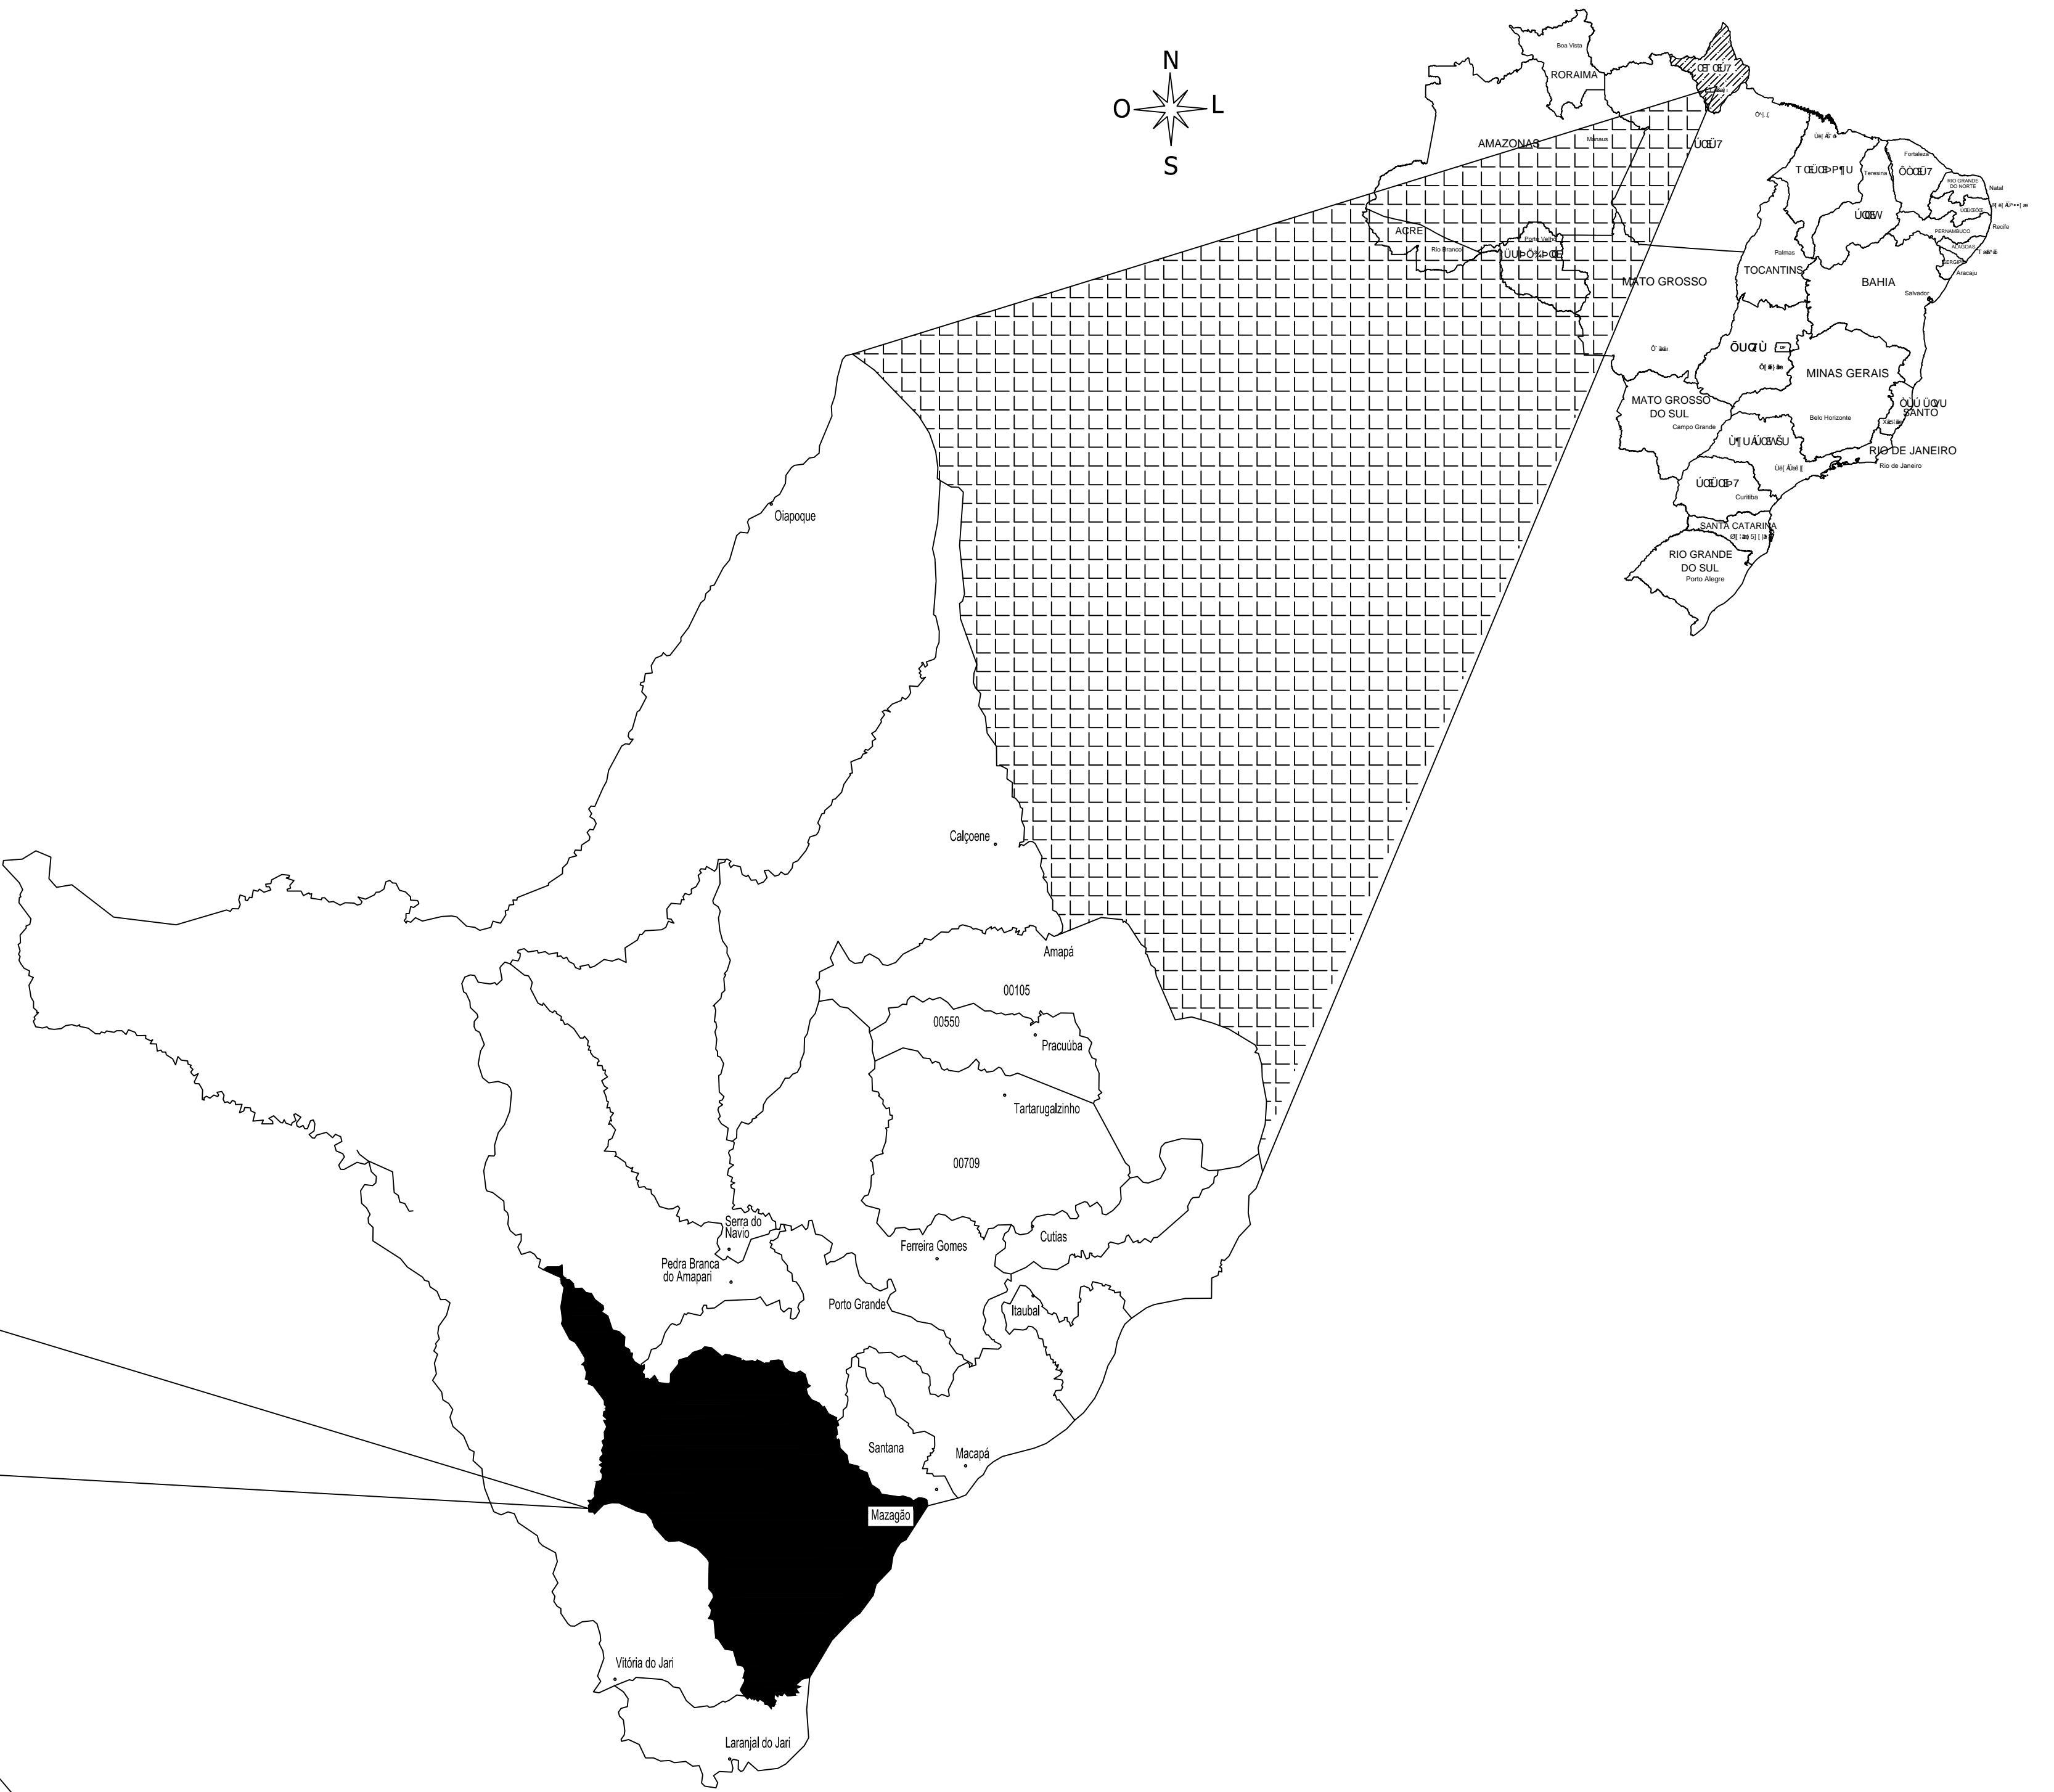 N
O
L
S
Boa Vista
RORAIMA
AMAZONAS
Manaus
Fortaleza
Teresina
RIO GRANDE
DO NORTE
Natal
Recife
PERNAMBUCO
ALAGOAS
SERGIPE
Aracaju
ACRE
Rio Branco
Porto Velho
Palmas
TOCANTINS
MATO GROSSO
BAHIA
Salvador
DF
MINAS GERAIS
MATO GROSSO
DO SUL
Campo Grande
Belo Horizonte
SANTO
RIO DE JANEIRO
Rio de Janeiro
Curitiba
SANTA CATARINA
RIO GRANDE
DO SUL
Porto Alegre
Oiapoque
Calçoene
Amapá
00105
00550
Pracuúba
Tartarugalzinho
00709
Serra do
Navio
Cutias
Ferreira Gomes
Pedra Branca
do Amapari
Porto Grande
Itaubal
Santana
Macapá
Mazagão
Vitória do Jari
Laranjal do Jari